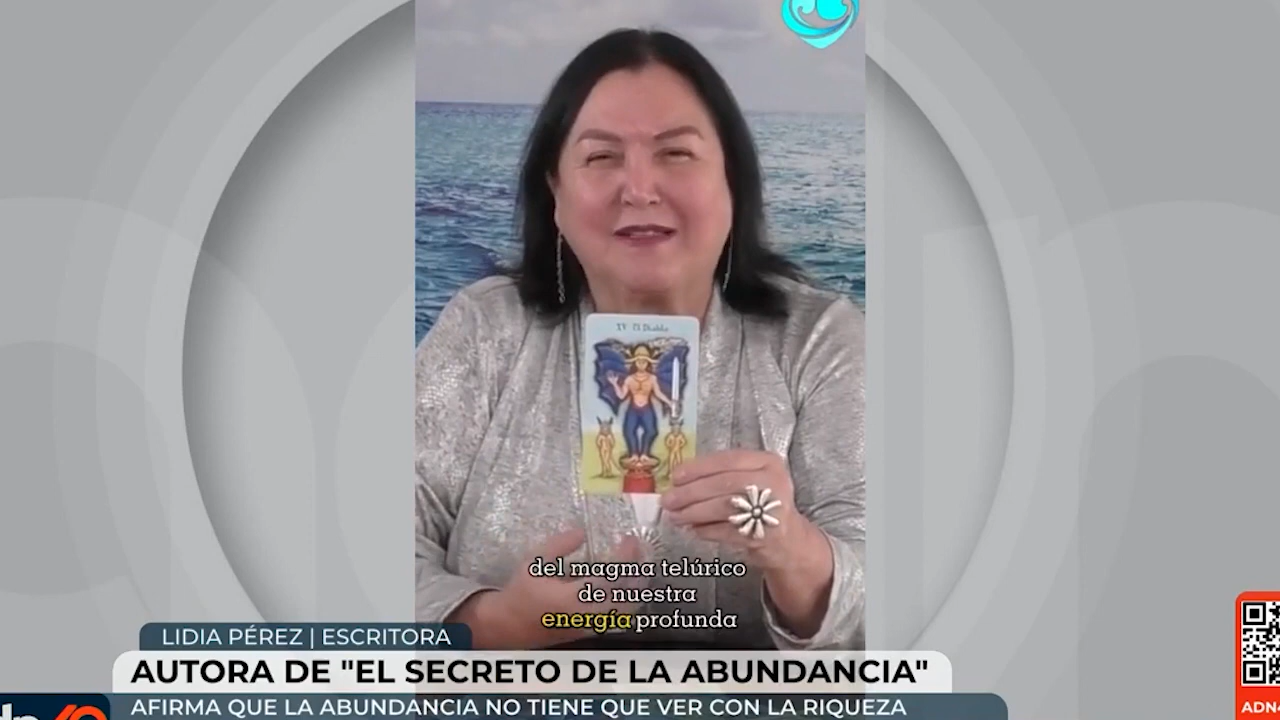 XV El Diablo
del magma telúrico
de nuestra
energía profunda
LIDIA PÉREZ | ESCRITORA
AUTORA DE "EL SECRETO DE LA ABUNDANCIA"
AFIRMA QUE LA ABUNDANCIA NO TIENE QUE VER CON LA RIQUEZA